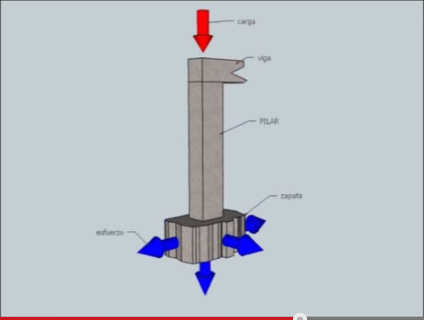 carga
viga
PILAR
zapata
esfuerzo